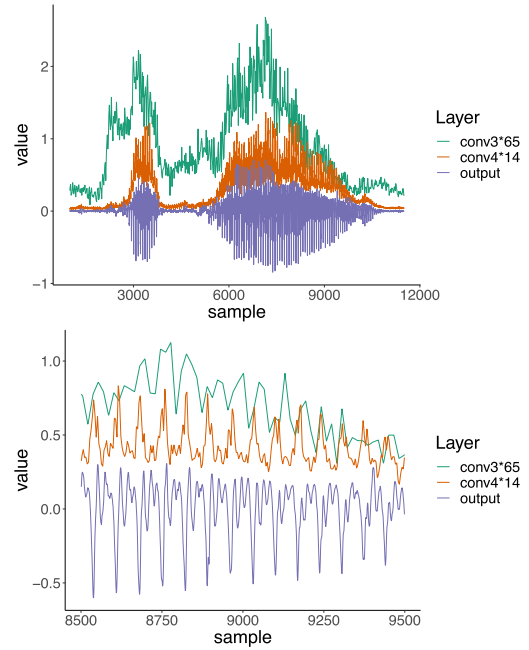 2
1
0
−1
value
3000 6000 9000 12000
sample
Layer
conv3*65
conv4*14
output
1.0
0.5
0.0
−0.5
value
8500 8750 9000 9250 9500
sample
Layer
conv3*65
conv4*14
output